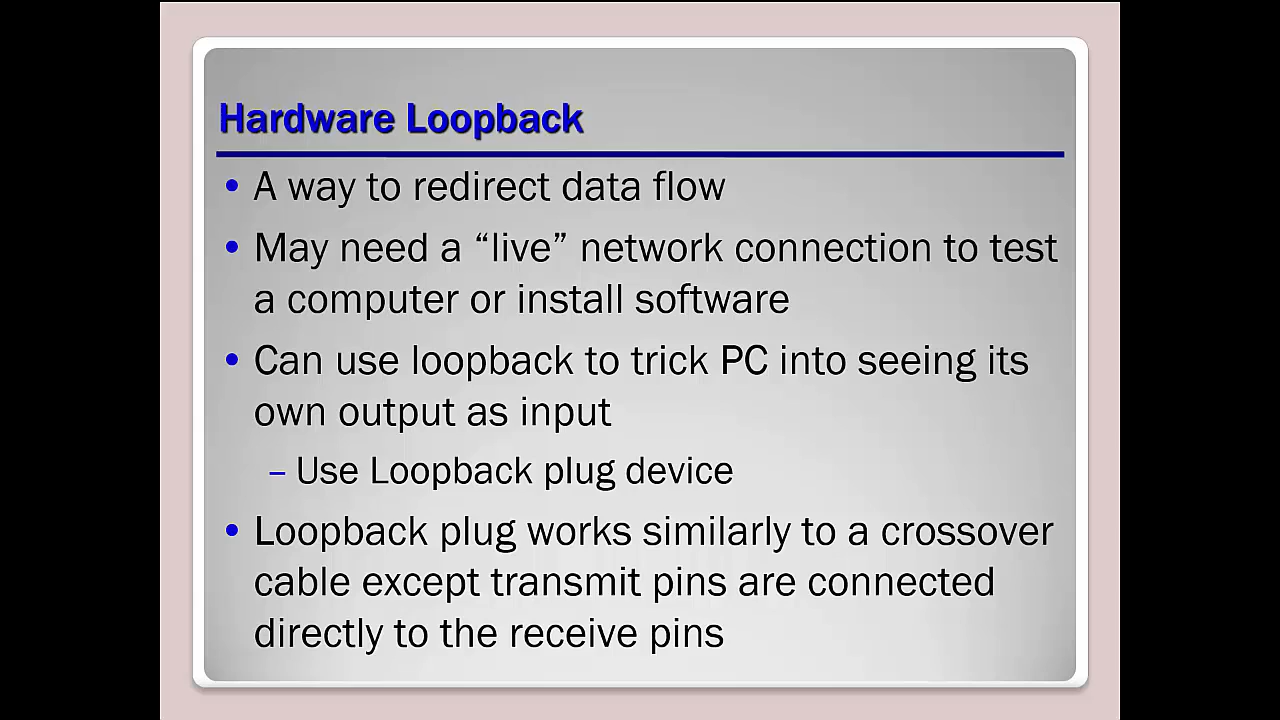 Hardware Loopback
• A way to redirect data flow
• May need a “live” network connection to test
a computer or install software
• Can use loopback to trick PC into seeing its
own output as input
– Use Loopback plug device
• Loopback plug works similarly to a crossover
cable except transmit pins are connected
directly to the receive pins